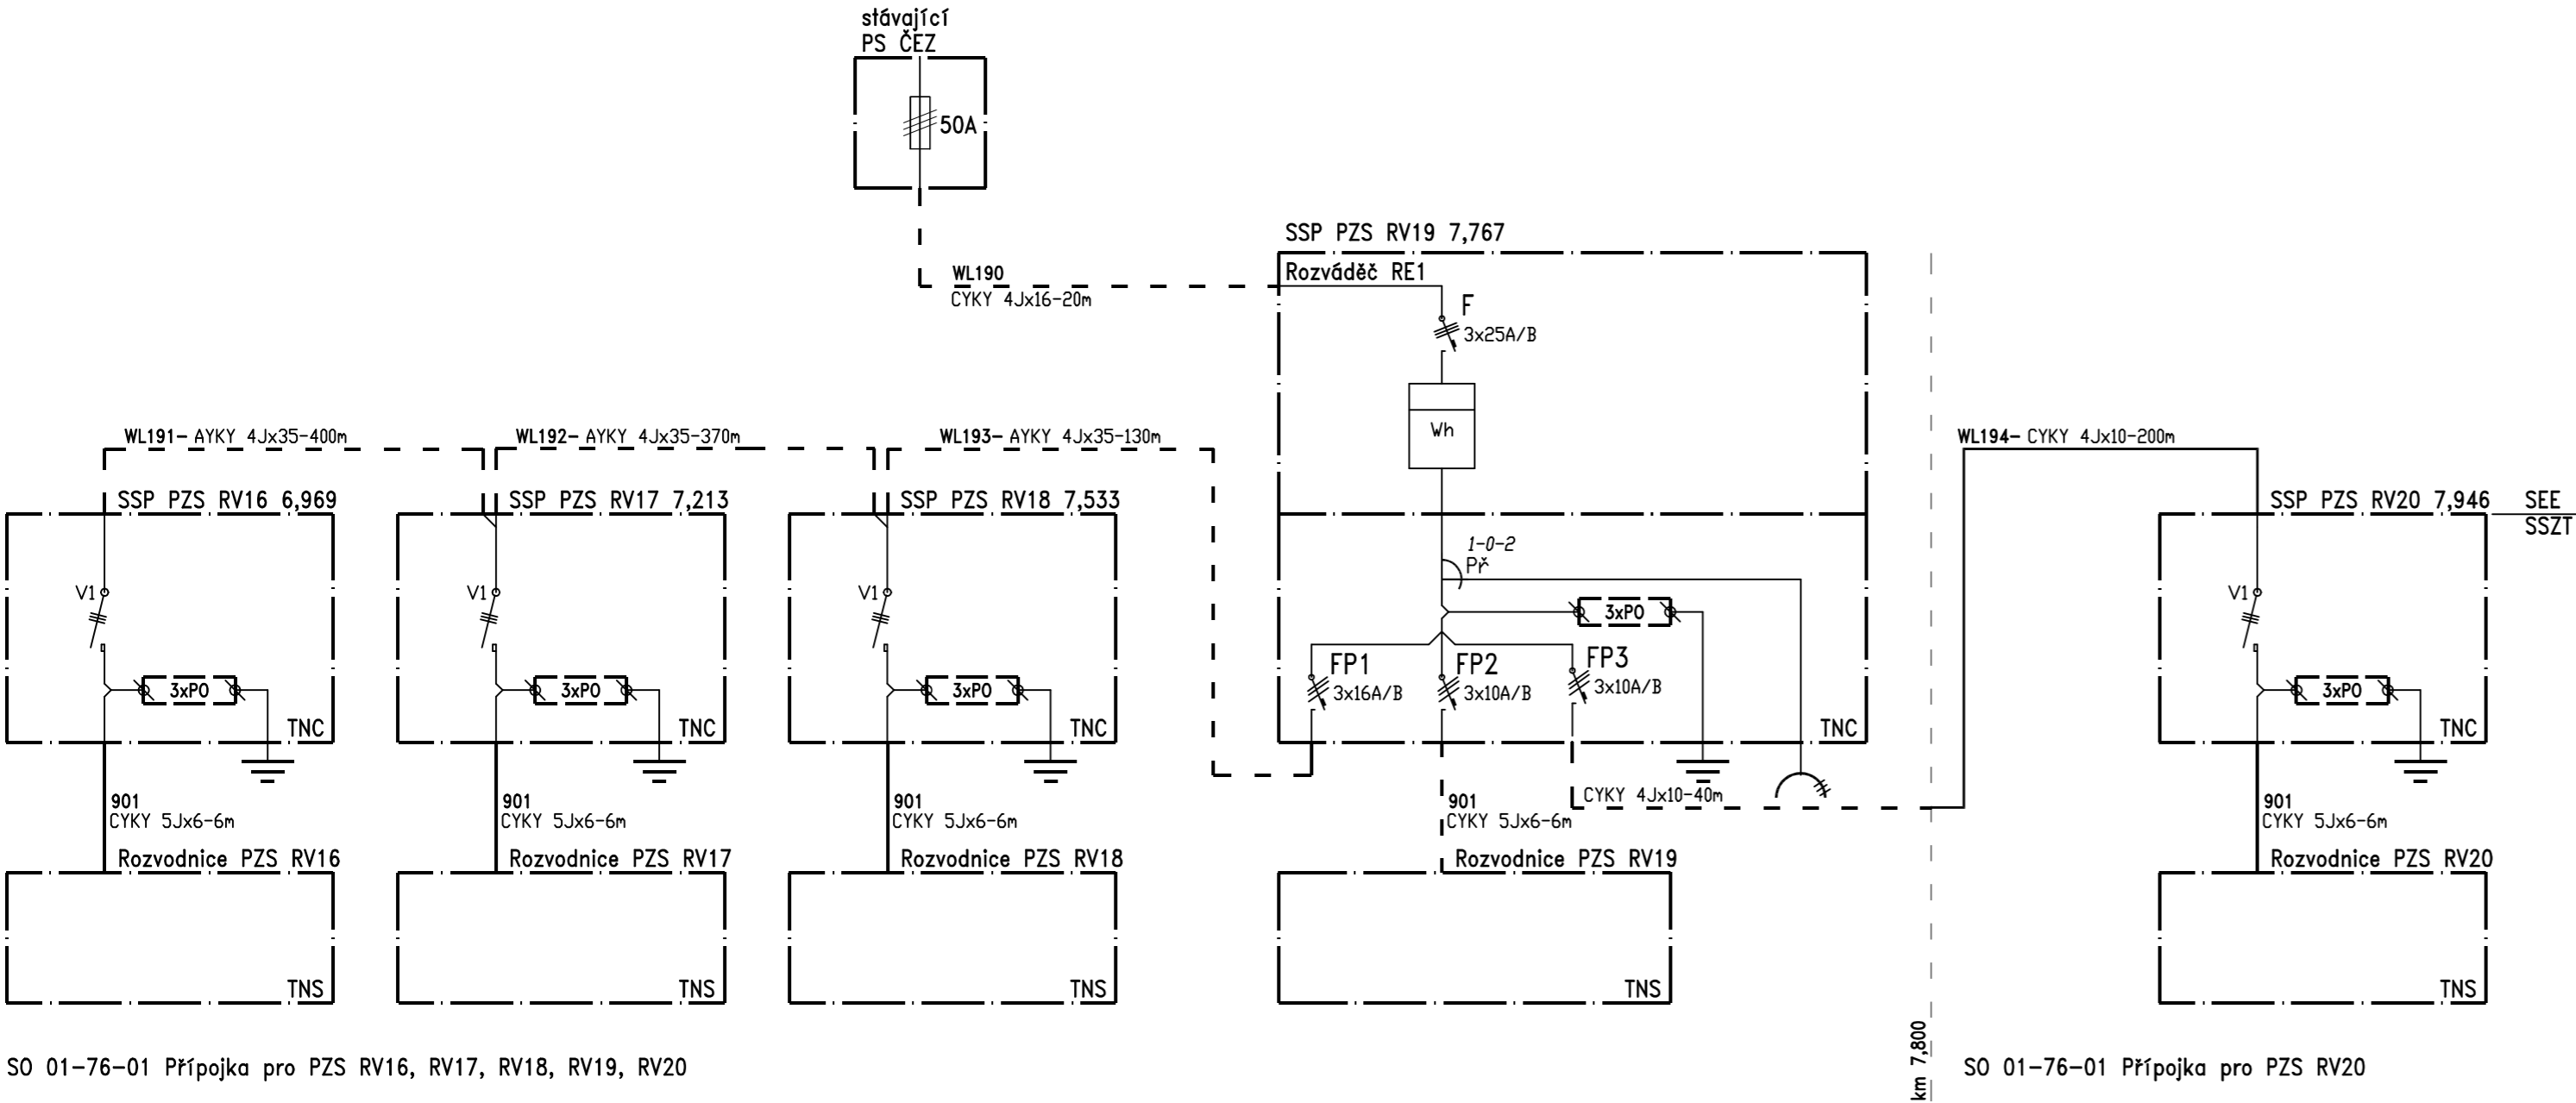 stávající
PS ČEZ
50A
SSP PZS RV19 7,767
Rozváděč RE1
WL190
CYKY 4Jx16-20m
F
3x25A/B
Wh
WL191- AYKY 4Jx35-400m
WL192- AYKY 4Jx35-370m
WL193- AYKY 4Jx35-130m
WL194- CYKY 4Jx10-200m
SSP PZS RV16 6,969
SSP PZS RV17 7,213
SSP PZS RV18 7,533
SSP PZS RV20 7,946
SEE
SSZT
1-0-2
Př
V1
V1
V1
V1
3xPO
FP1
3x16A/B
FP2
3x10A/B
FP3
3x10A/B
3xPO
3xPO
3xPO
3xPO
TNC
TNC
TNC
TNC
TNC
CYKY 4Jx10-40m
901
CYKY 5Jx6-6m
901
CYKY 5Jx6-6m
901
CYKY 5Jx6-6m
901
CYKY 5Jx6-6m
901
CYKY 5Jx6-6m
Rozvodnice PZS RV16
Rozvodnice PZS RV17
Rozvodnice PZS RV18
Rozvodnice PZS RV19
Rozvodnice PZS RV20
TNS
TNS
TNS
TNS
TNS
km 7,800
SO 01-76-01 Přípojka pro PZS RV16, RV17, RV18, RV19, RV20
SO 01-76-01 Přípojka pro PZS RV20